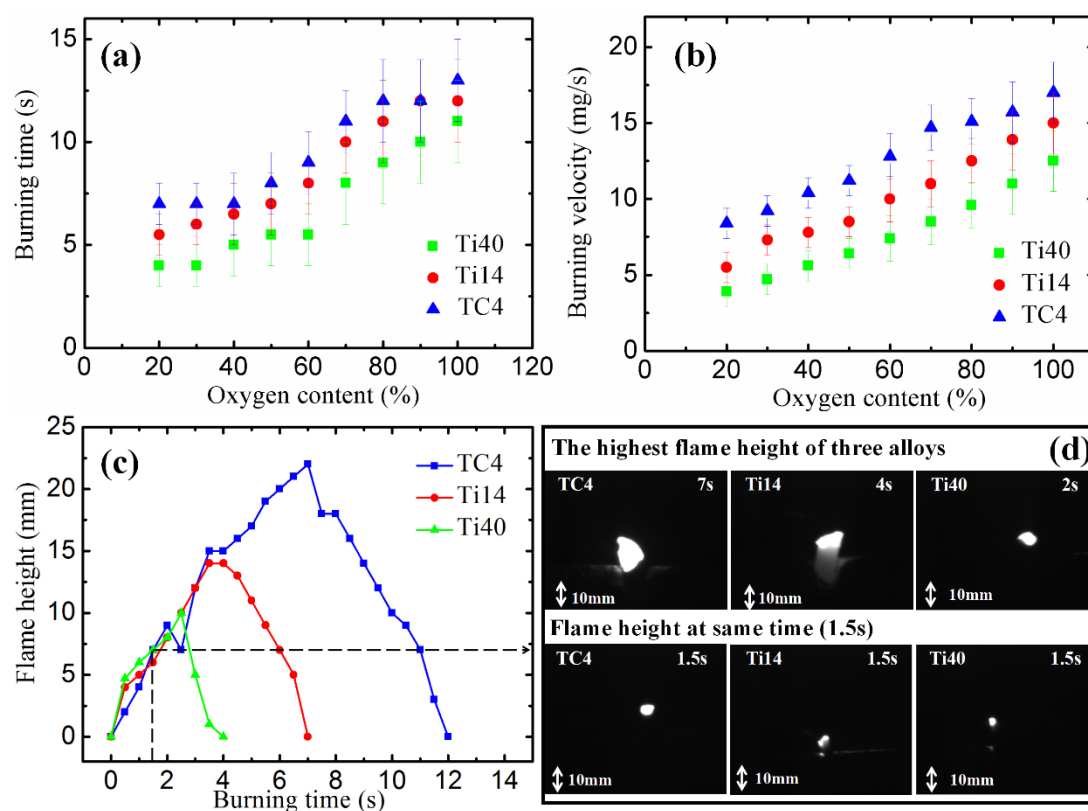 (a)
Burning time (s)
15
10
5
0
Ti40
Ti14
TC4
0 20 40 60 80 100 120
Oxygen content (%)
(b)
Burning velocity (mg/s)
20
15
10
5
0
Ti40
Ti14
TC4
0 20 40 60 80 100
Oxygen content (%)
(c)
Flame height (mm)
25
20
15
10
5
0
TC4
Ti14
Ti40
0 2 4 6 8 10 12 14
Burning time (s)
The highest flame height of three alloys
(d)
TC4 7s
10mm
Ti14 4s
10mm
Ti40 2s
10mm
Flame height at same time (1.5s)
TC4 1.5s
10mm
Ti14 1.5s
10mm
Ti40 1.5s
10mm